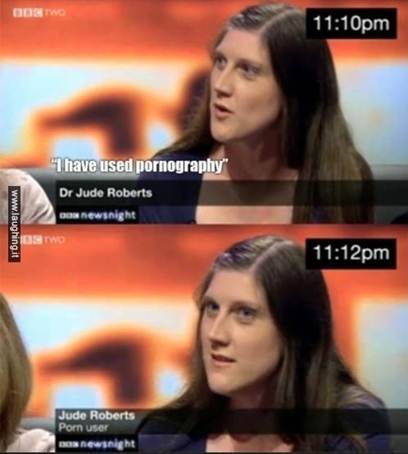 BBC TWO
11:10pm
"I have used pornography"
Dr Jude Roberts
BBC newsnight
www.laughing.it
BBC TWO
11:12pm
Jude Roberts
Porn user
BBC newsnight